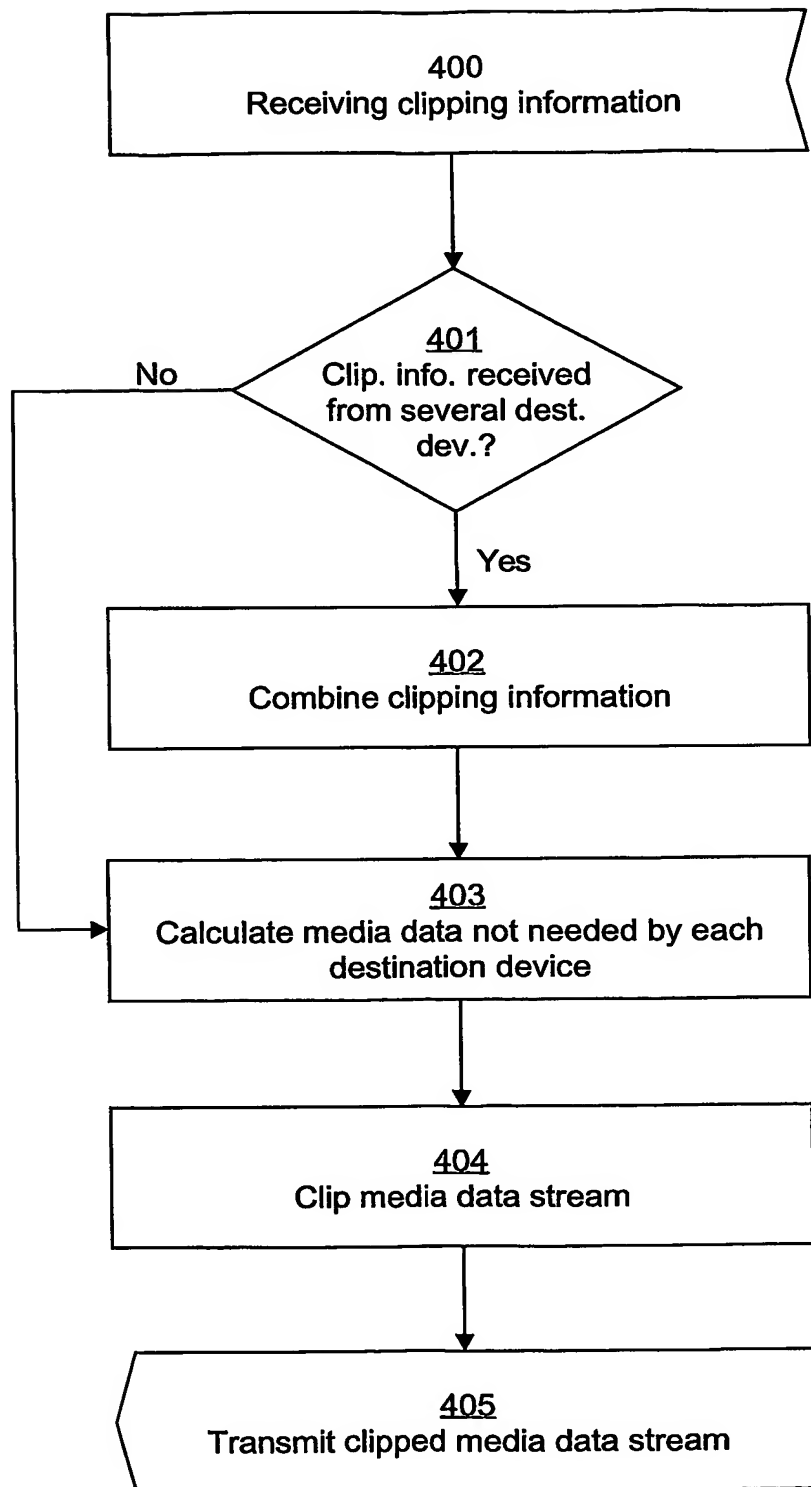 400
Receiving clipping information
401
Clip. info. received
from several dest.
dev.?
No
Yes
402
Combine clipping information
403
Calculate media data not needed by each
destination device
404
Clip media data stream
405
Transmit clipped media data stream